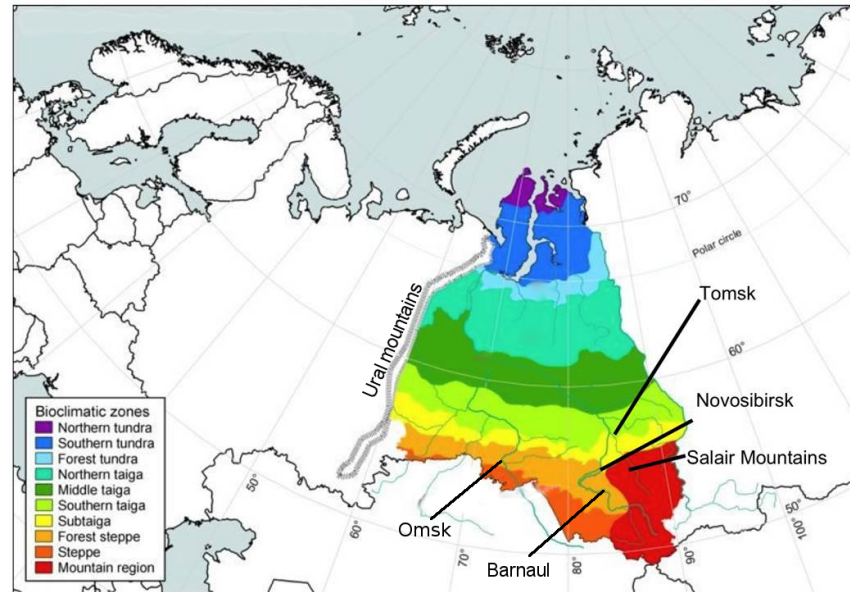 70°
Polar circle
Tomsk
Ural mountains
60°
Novosibirsk
Bioclimatic zones
Northern tundra
Southern tundra
Forest tundra
Northern taiga
Middle taiga
Southern taiga
Subtaiga
Forest steppe
Steppe
Mountain region
Salair Mountains
50°
50°
100°
Omsk
60°
70°
80°
90°
Barnaul